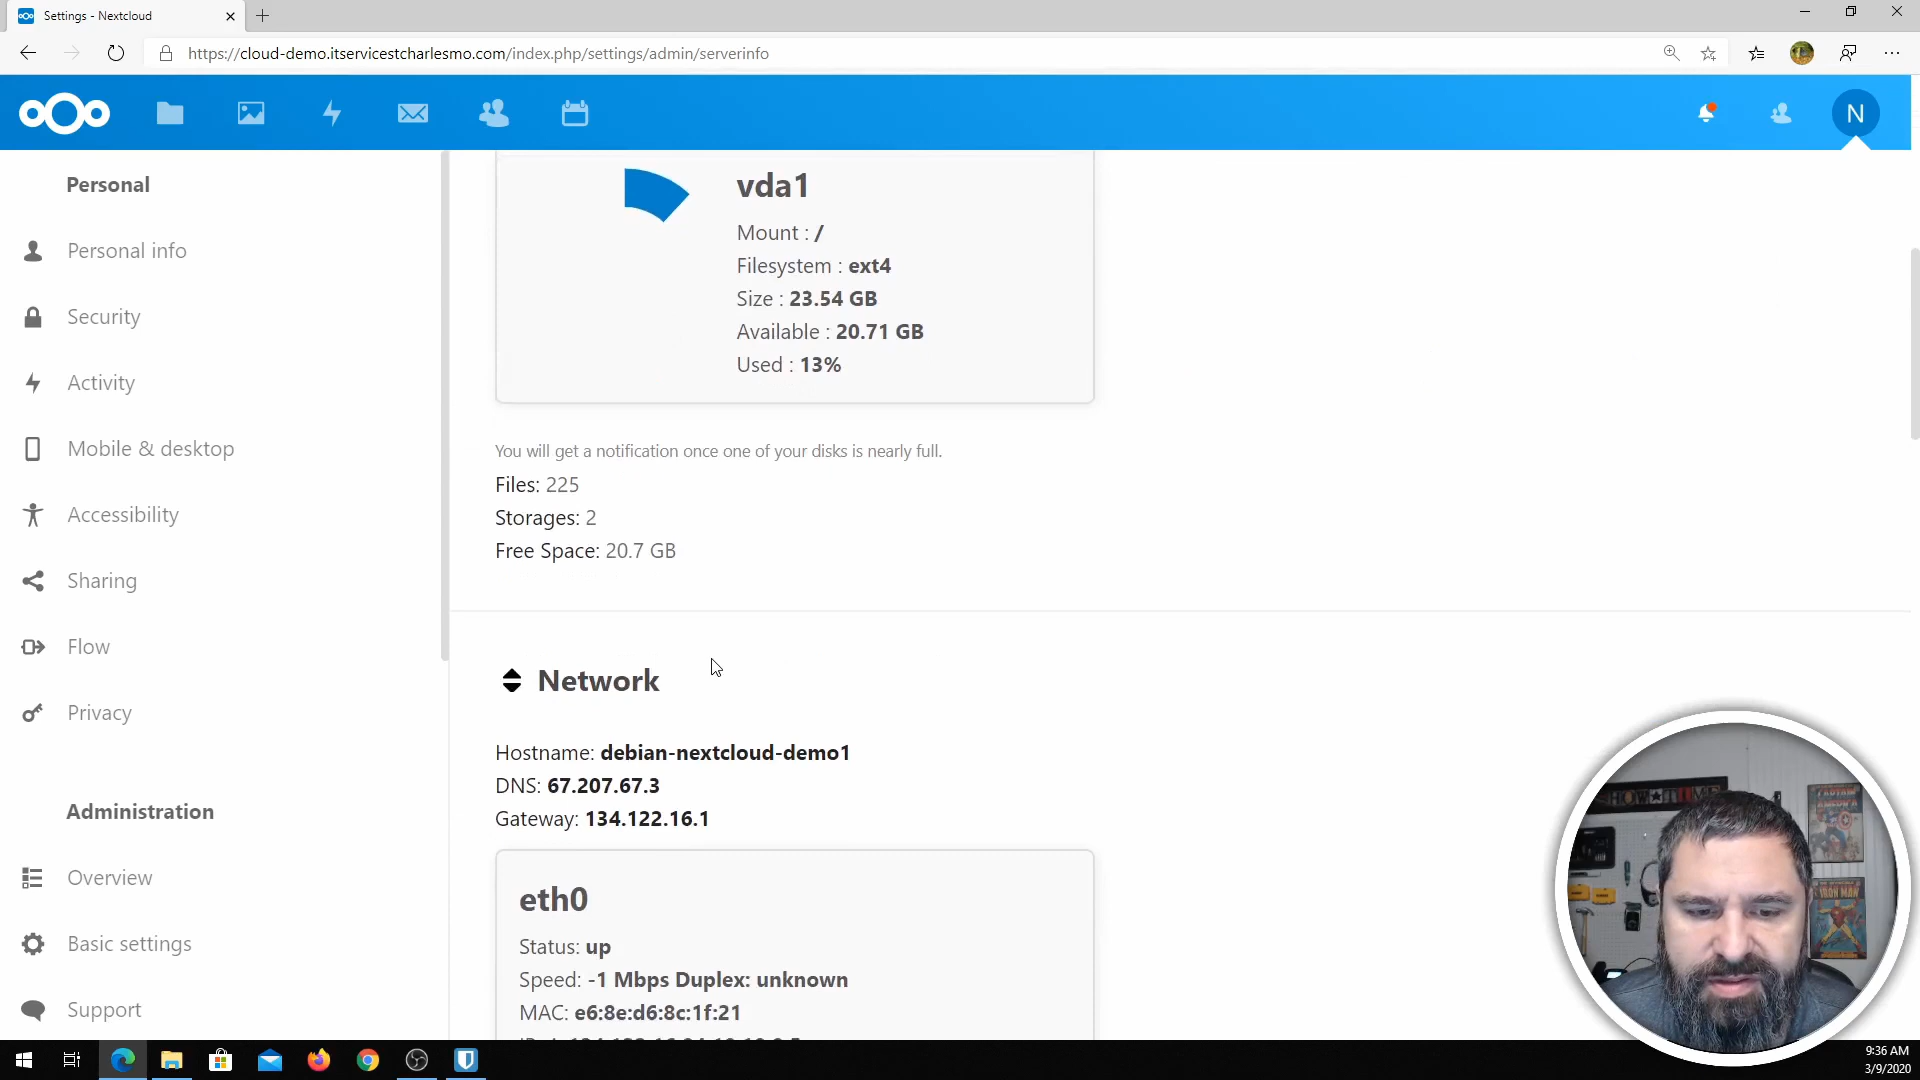 Settings - Nextcloud
https://cloud-demo.itservicestcharlesmo.com/index.php/settings/admin/serverinfo
N
Personal
Personal info
Security
Activity
Mobile & desktop
Accessibility
Sharing
Flow
Privacy
Administration
Overview
Basic settings
Support
vda1
Mount : /
Filesystem : ext4
Size : 23.54 GB
Available : 20.71 GB
Used : 13%
You will get a notification once one of your disks is nearly full.
Files: 225
Storages: 2
Free Space: 20.7 GB
Network
Hostname: debian-nextcloud-demo1
DNS: 67.207.67.3
Gateway: 134.122.16.1
eth0
Status: up
Speed: -1 Mbps Duplex: unknown
MAC: e6:8e:d6:8c:1f:21
CAPTAIN AMERICA
IRON MAN
9:36 AM
3/9/2020